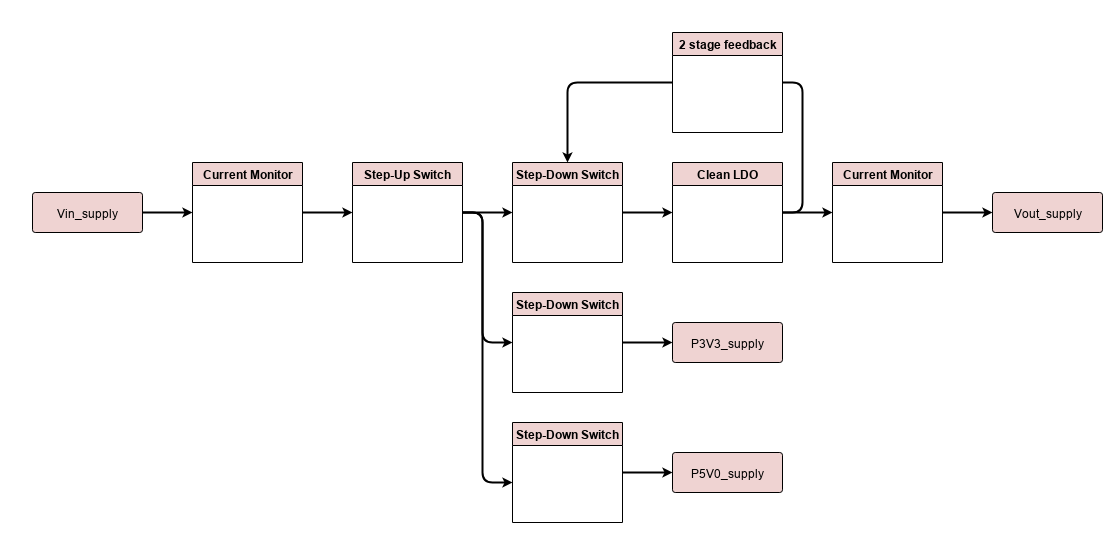 2 stage feedback
Current Monitor
Step-Up Switch
Step-Down Switch
Clean LDO
Current Monitor
Vin_supply
Vout_supply
Step-Down Switch
P3V3_supply
Step-Down Switch
P5V0_supply